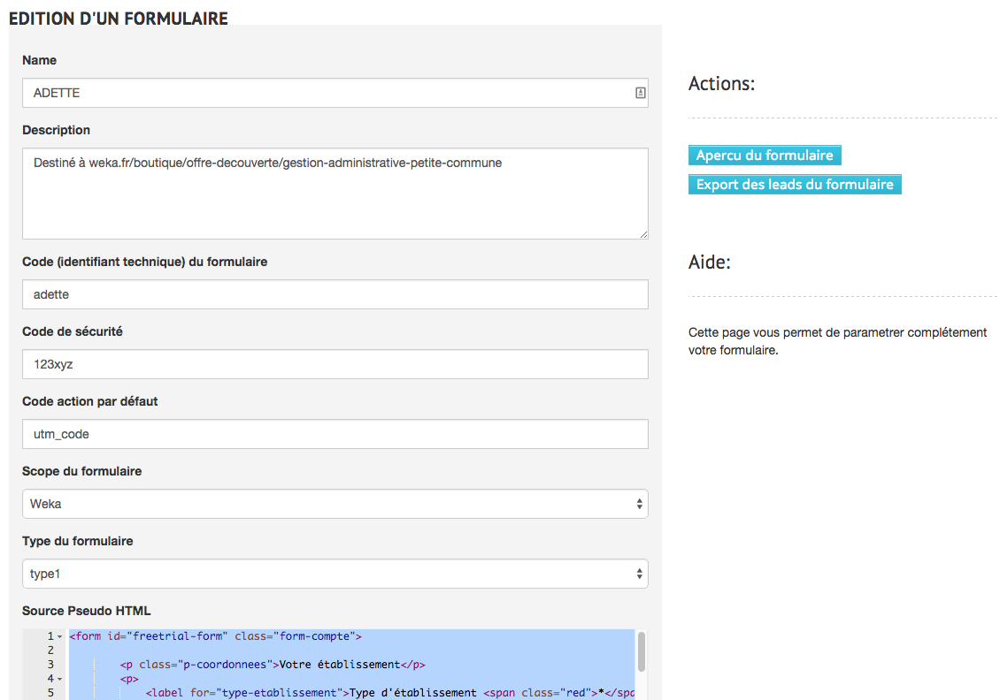 EDITION D'UN FORMULAIRE
Name
ADETTE
Description
Destiné à weka.fr/boutique/offre-decouverte/gestion-administrative-petite-commune
Code (identifiant technique) du formulaire
adette
Code de sécurité
123xyz
Code action par défaut
utm_code
Scope du formulaire
Weka
Type du formulaire
type1
Source Pseudo HTML
1 <form id="freetrial-form" class="form-compte">
2
3 <p class="p-coordonnees">Votre établissement</p>
4 <p>
5 <label for="type-etablissement">Type d'établissement <span class="red">*</spa
Actions:
Apercu du formulaire
Export des leads du formulaire
Aide:
Cette page vous permet de parametrer complétement
votre formulaire.